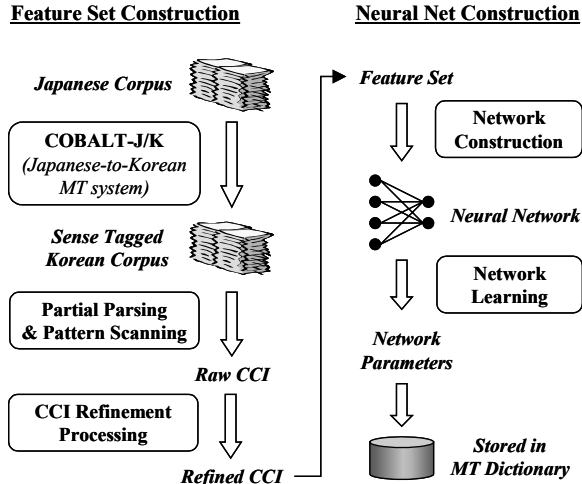 Feature Set Construction
Japanese Corpus
COBALT-J/K
(Japanese-to-Korean
MT system)
Sense Tagged
Korean Corpus
Partial Parsing
& Pattern Scanning
Raw CCI
CCI Refinement
Processing
Refined CCI
Neural Net Construction
Feature Set
Network
Construction
Neural Network
Network
Learning
Network
Parameters
Stored in
MT Dictionary